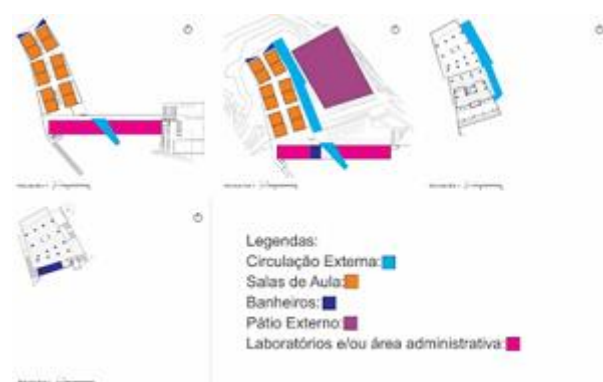 Legendas:
Circulação Externa:
Salas de Aula:
Banheiros:
Pátio Externo:
Laboratórios e/ou área administrativa: